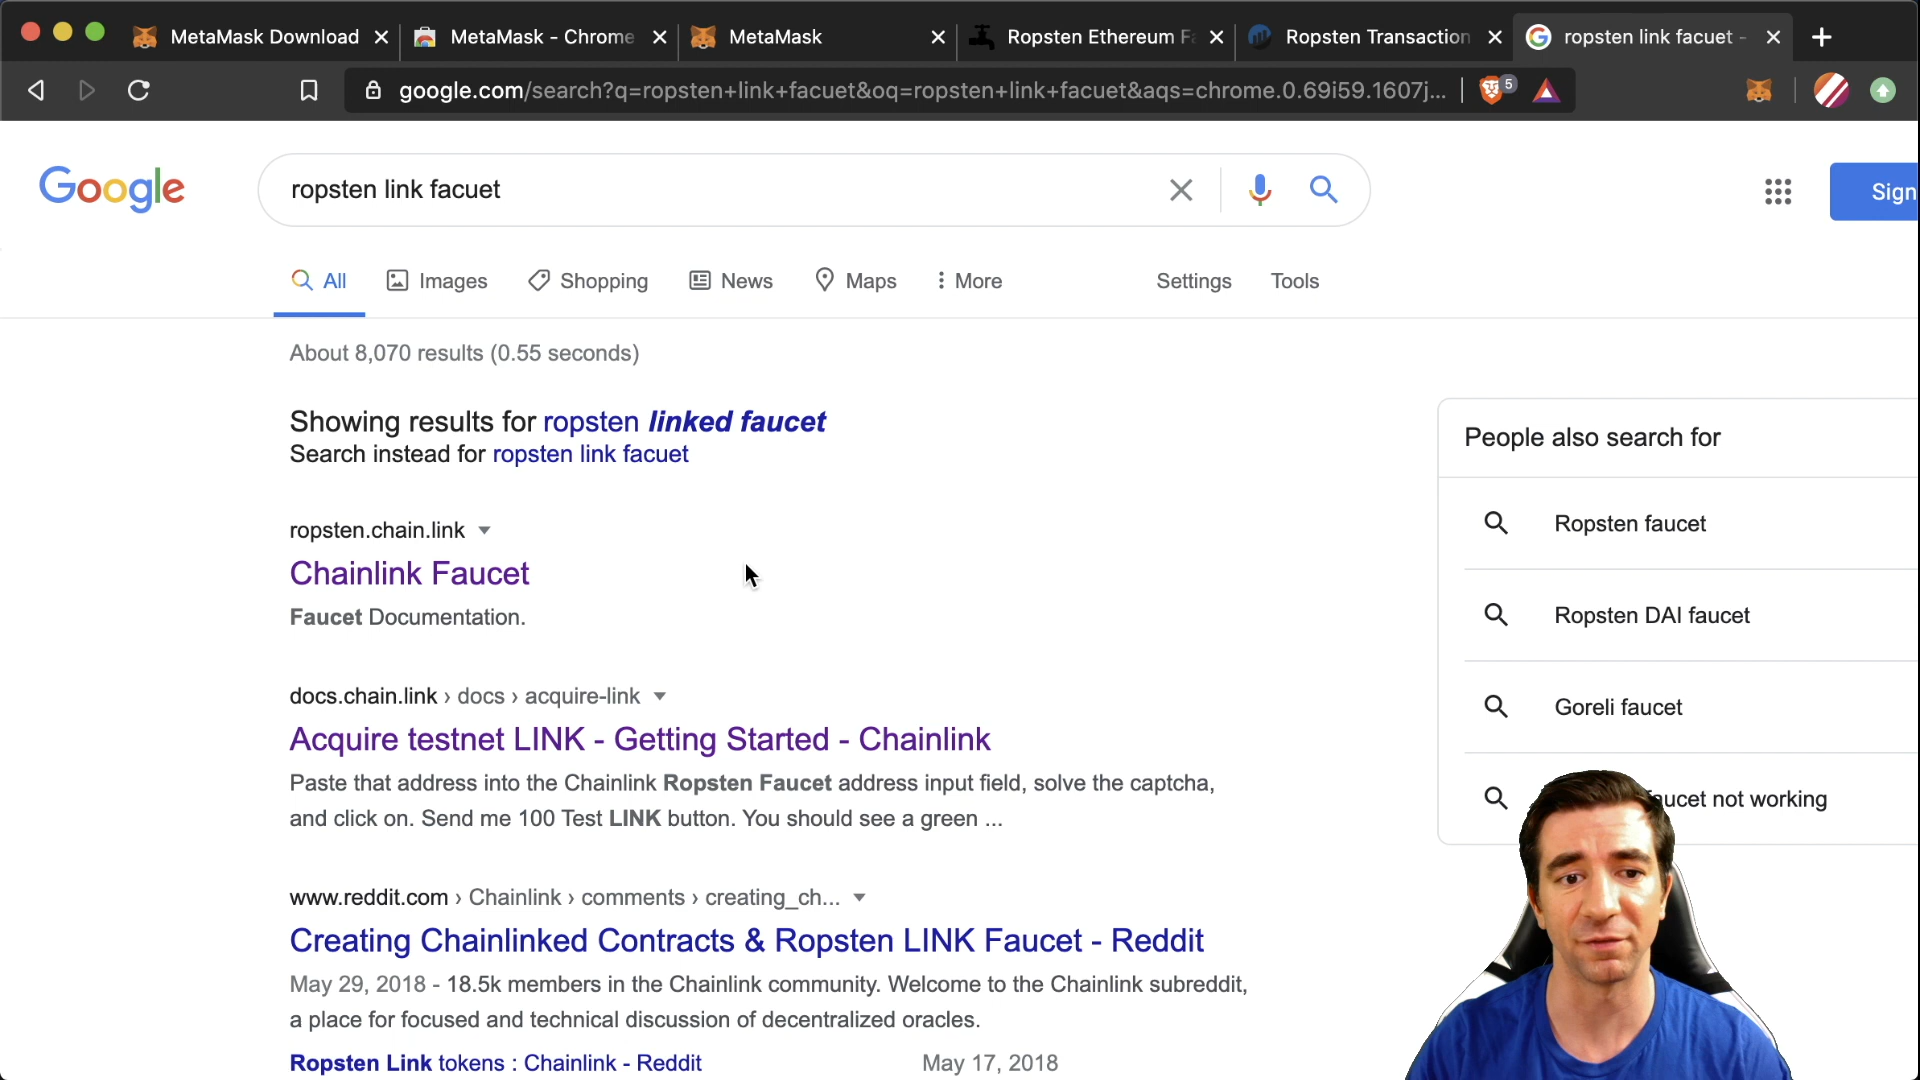 MetaMask Download
MetaMask - Chrome
MetaMask
Ropsten Ethereum Fa
Ropsten Transaction
ropsten link facuet -
google.com/search?q=ropsten+link+facuet&oq=ropsten+link+facuet&aqs=chrome.0.69i59.1607j...
5
Google
ropsten link facuet
Sign
All
Images
Shopping
News
Maps
More
Settings
Tools
About 8,070 results (0.55 seconds)
Showing results for ropsten linked faucet
Search instead for ropsten link facuet
ropsten.chain.link
Chainlink Faucet
Faucet Documentation.
docs.chain.link › docs › acquire-link
Acquire testnet LINK - Getting Started - Chainlink
Paste that address into the Chainlink Ropsten Faucet address input field, solve the captcha,
and click on. Send me 100 Test LINK button. You should see a green ...
www.reddit.com › Chainlink › comments › creating_ch...
Creating Chainlinked Contracts & Ropsten LINK Faucet - Reddit
May 29, 2018 - 18.5k members in the Chainlink community. Welcome to the Chainlink subreddit,
a place for focused and technical discussion of decentralized oracles.
Ropsten Link tokens : Chainlink - Reddit
May 17, 2018
People also search for
Ropsten faucet
Ropsten DAI faucet
Goreli faucet
not working